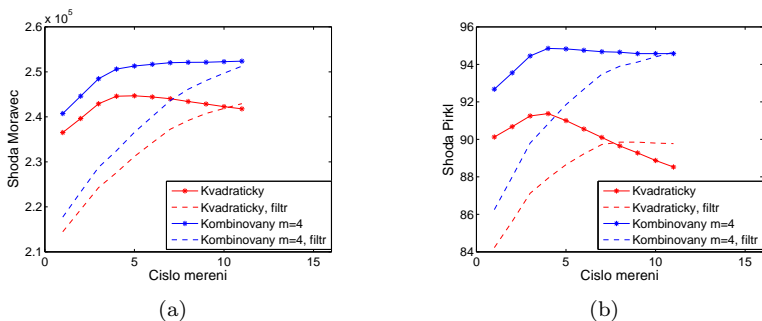 x 10^5
2.6
2.5
2.4
2.3
2.2
2.1
0 5 10 15
Shoda Moravec
Cislo mereni
Kvadraticky
Kvadraticky, filtr
Kombinovany m=4
Kombinovany m=4, filtr
(a)
96
94
92
90
88
86
84
0 5 10 15
Shoda Pirkl
Cislo mereni
Kvadraticky
Kvadraticky, filtr
Kombinovany m=4
Kombinovany m=4, filtr
(b)